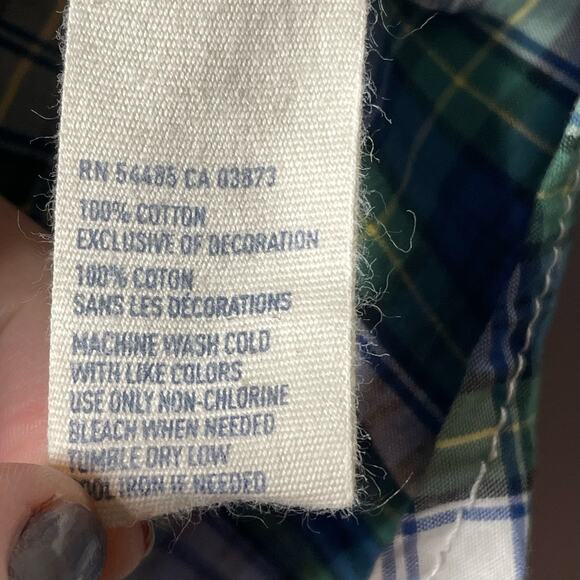 RN 54485 CA 03873
100% COTTON
EXCLUSIVE OF DECORATION
100% COTON
SANS LES DÉCORATIONS
MACHINE WASH COLD
WITH LIKE COLORS
USE ONLY NON-CHLORINE
BLEACH WHEN NEEDED
TUMBLE DRY LOW
COOL IRON IF NEEDED